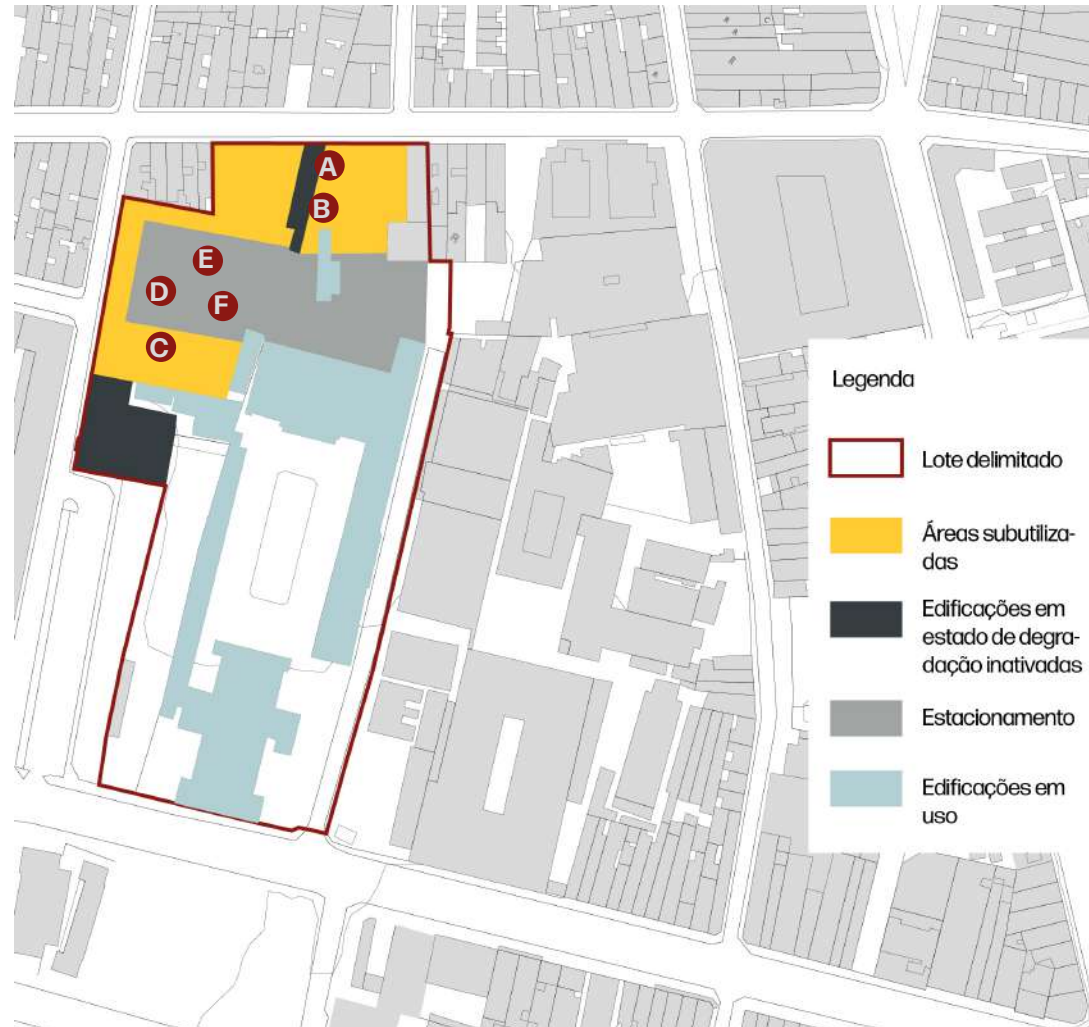 A
B
E
D
F
C
Legenda
Lote delimitado
Áreas subutiliza-
das
Edificações em
estado de degra-
dação inativadas
Estacionamento
Edificações em
uso